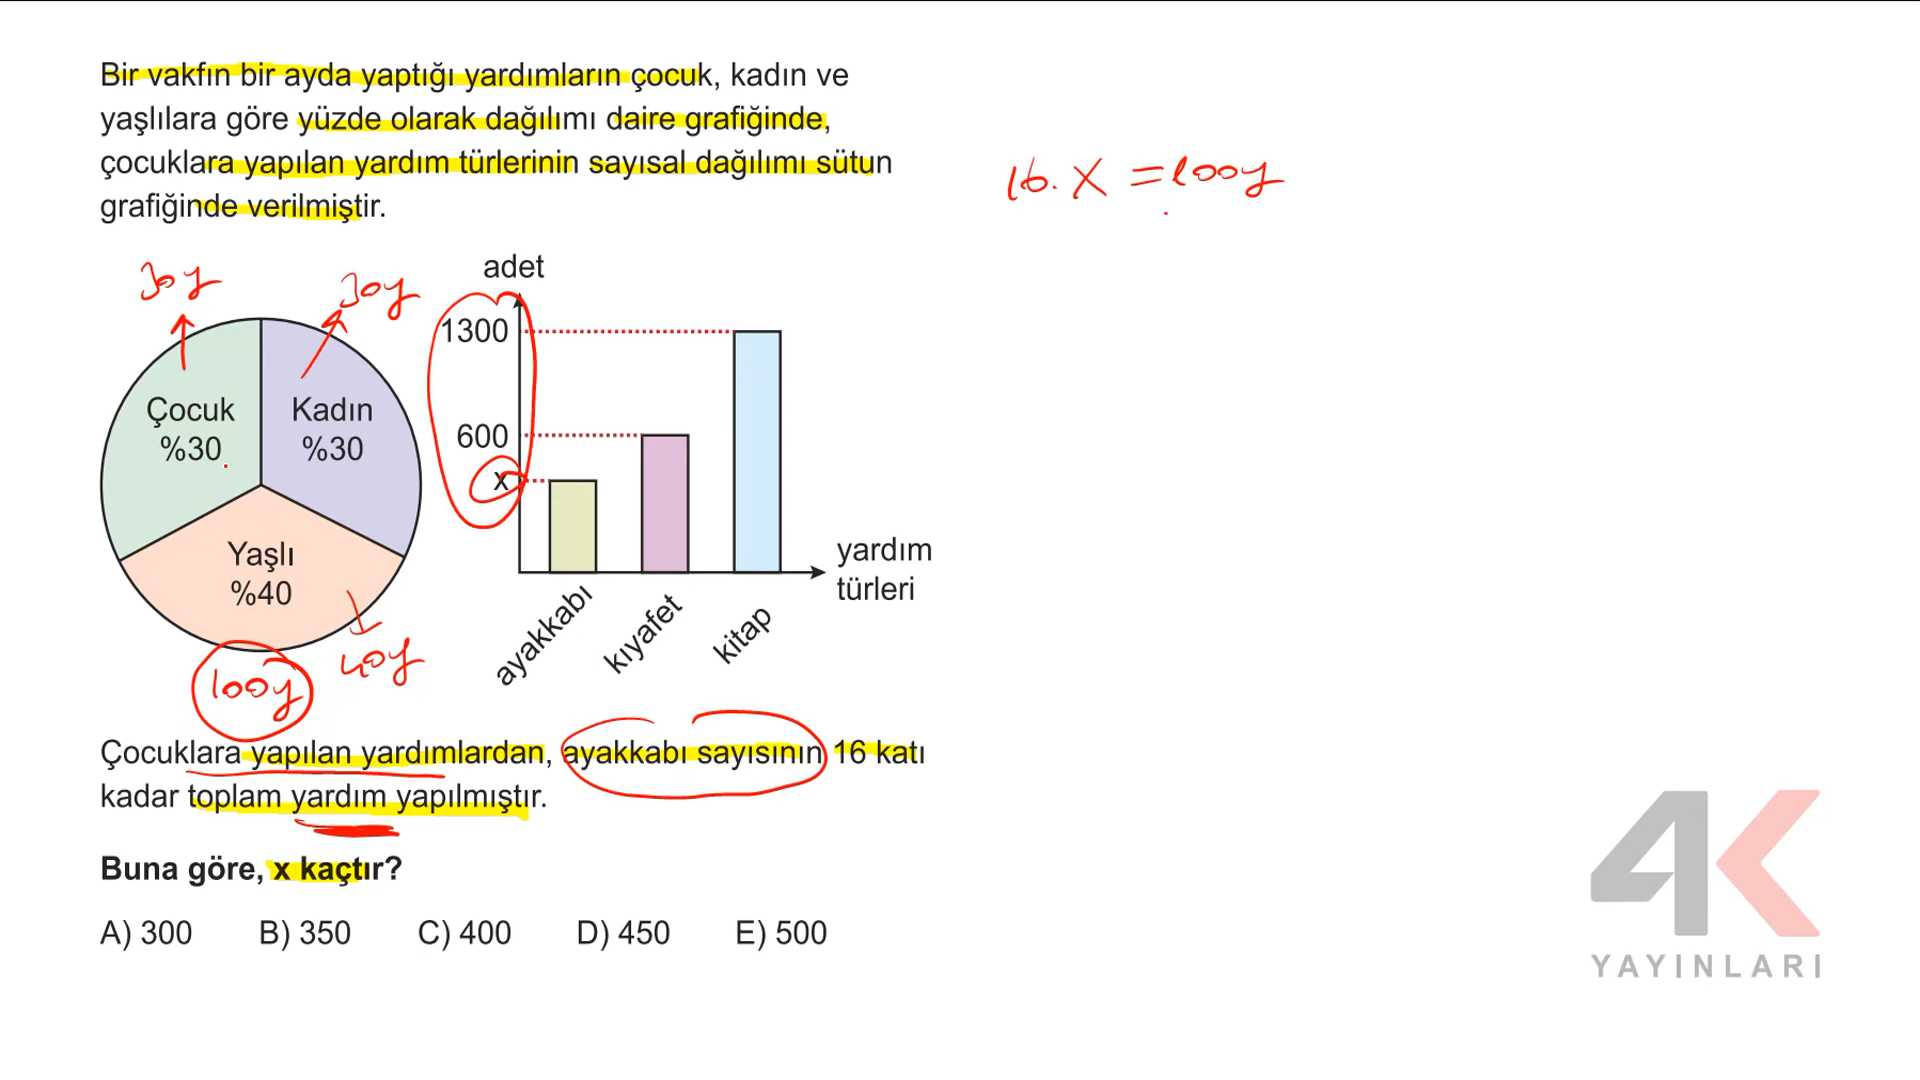 Bir vakfın bir ayda yaptığı yardımların çocuk, kadın ve
yaşlılara göre yüzde olarak dağılımı daire grafiğinde,
çocuklara yapılan yardım türlerinin sayısal dağılımı sütun
grafiğinde verilmiştir.
16. X = 100y
30y
30y
adet
1300
600
x
Çocuk
%30
Kadın
%30
Yaşlı
%40
yardım
türleri
ayakkabı
kıyafet
kitap
40y
100y
Çocuklara yapılan yardımlardan, ayakkabı sayısının 16 katı
kadar toplam yardım yapılmıştır.
Buna göre, x kaçtır?
A) 300 B) 350 C) 400 D) 450 E) 500
4K
YAYINLARI